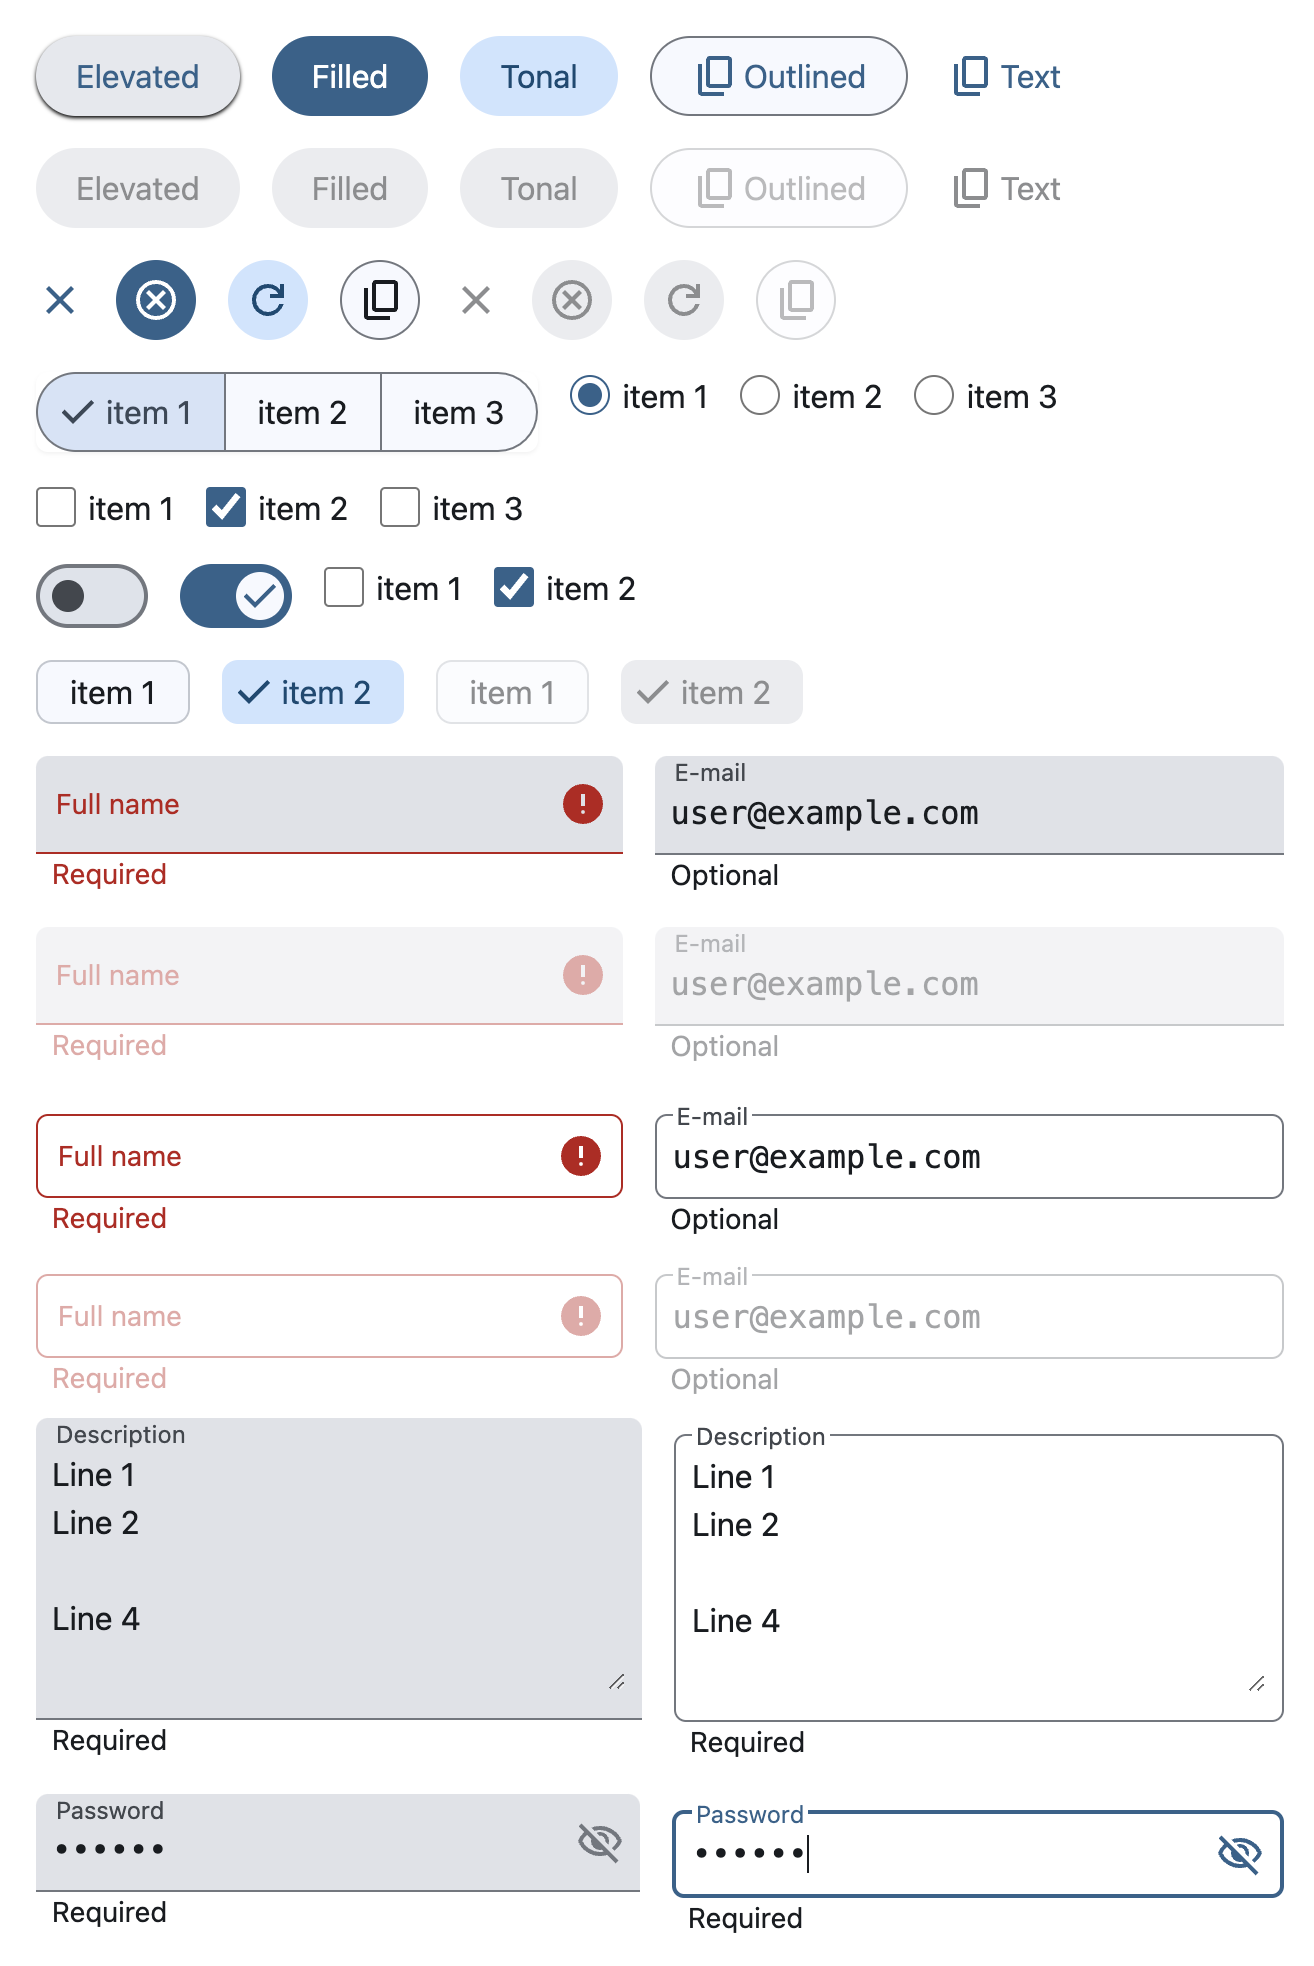 Elevated Filled Tonal Outlined Text
Elevated Filled Tonal Outlined Text
item 1 item 2 item 3 item 1 item 2 item 3
item 1 item 2 item 3
item 1 item 2
item 1 item 2 item 1 item 2
Full name
Required
E-mail
user@example.com
Optional
Full name
Required
E-mail
user@example.com
Optional
Full name
Required
E-mail
user@example.com
Optional
Full name
Required
E-mail
user@example.com
Optional
Description
Line 1
Line 2
Line 4
Required
Description
Line 1
Line 2
Line 4
Required
Password
••••••
Required
Password
••••••
Required